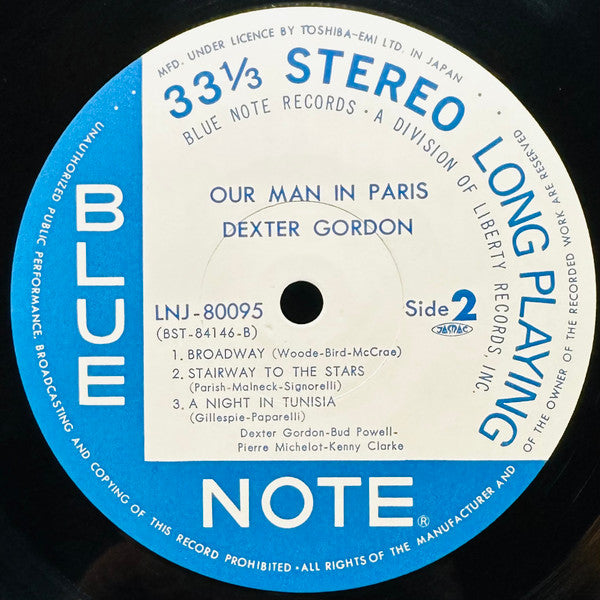 MFD. UNDER LICENCE BY TOSHIBA-EMI LTD. IN JAPAN
33 1/3 STEREO LONG PLAYING
BLUE NOTE RECORDS · A DIVISION OF LIBERTY RECORDS, INC.
OUR MAN IN PARIS
DEXTER GORDON
LNJ-80095
(BST-84146-B)
Side 2
JASRAC
1. BROADWAY (Woode-Bird-McCrae)
2. STAIRWAY TO THE STARS
(Parish-Malneck-Signorelli)
3. A NIGHT IN TUNISIA
(Gillespie-Paparelli)
Dexter Gordon-Bud Powell-
Pierre Michelot-Kenny Clarke
BLUE
NOTE®
UNAUTHORIZED PUBLIC PERFORMANCE, BROADCASTING AND COPYING OF THIS RECORD PROHIBITED · ALL RIGHTS OF THE MANUFACTURER AND OF THE OWNER OF THE RECORDED WORK ARE RESERVED